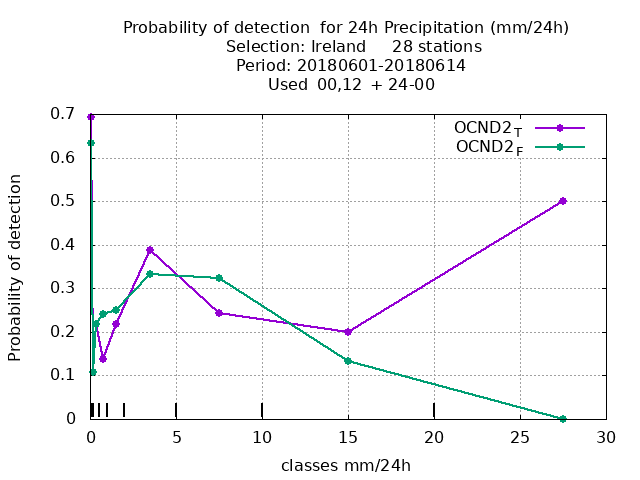 Probability of detection  for 24h Precipitation (mm/24h)
Selection: Ireland     28 stations
Period: 20180601-20180614
Used  00,12  + 24-00
OCND2_T
OCND2_F
Probability of detection
0.7
0.6
0.5
0.4
0.3
0.2
0.1
0
0 5 10 15 20 25 30
classes mm/24h